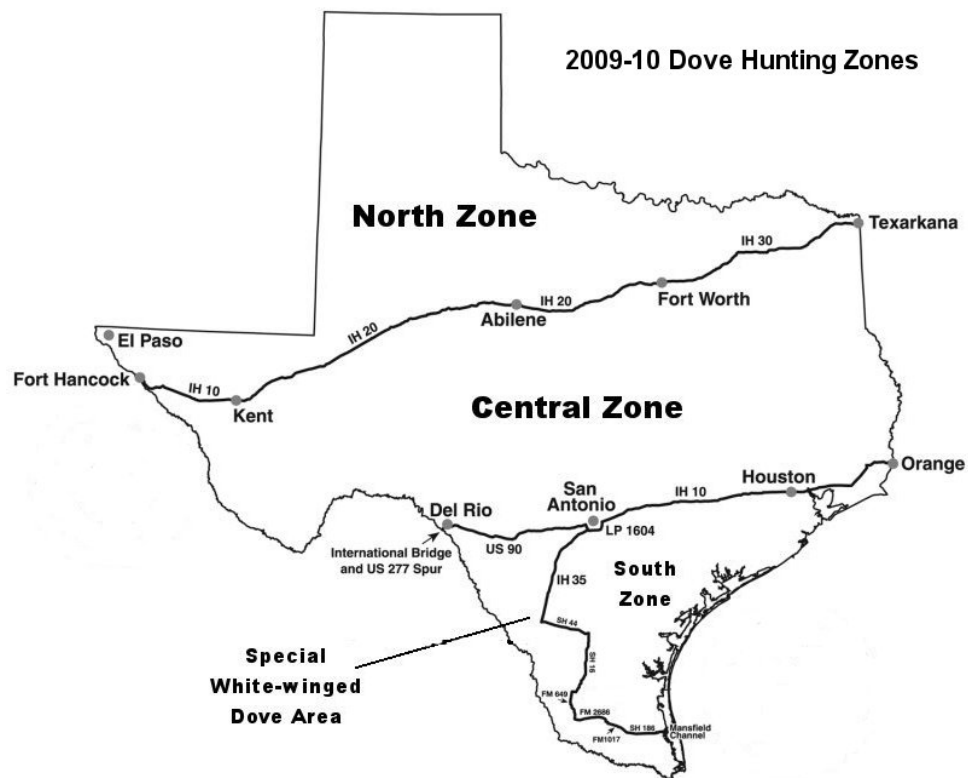 2009-10 Dove Hunting Zones
North Zone
Texarkana
IH 30
Fort Worth
IH 20
Abilene
IH 20
El Paso
Fort Hancock
IH 10
Kent
Central Zone
Orange
Houston
IH 10
San
Antonio
LP 1604
Del Rio
US 90
International Bridge
and US 277 Spur
IH 35
South
Zone
SH 44
SH 16
Special
White-winged
Dove Area
FM 649
FM 2686
FM1017
SH 186
Mansfield
Channel